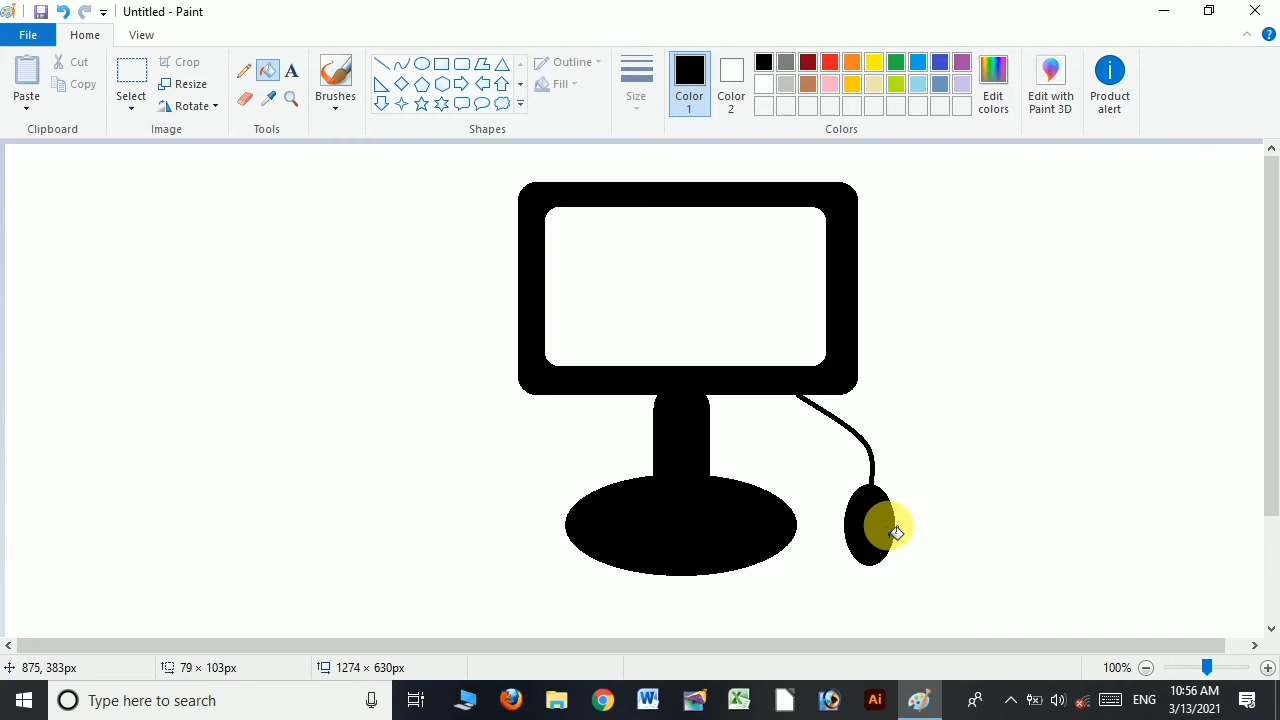 Untitled - Paint
File Home View
Paste Cut Copy
Clipboard
Select Crop Resize Rotate
Image
Tools
Brushes
Outline Fill
Shapes
Size
Color 1
Color 2
Edit colors
Colors
Edit with Paint 3D
Product alert
875, 383px 79 × 103px 1274 × 630px 100%
Type here to search
W
Ai
ENG
10:56 AM
3/13/2021